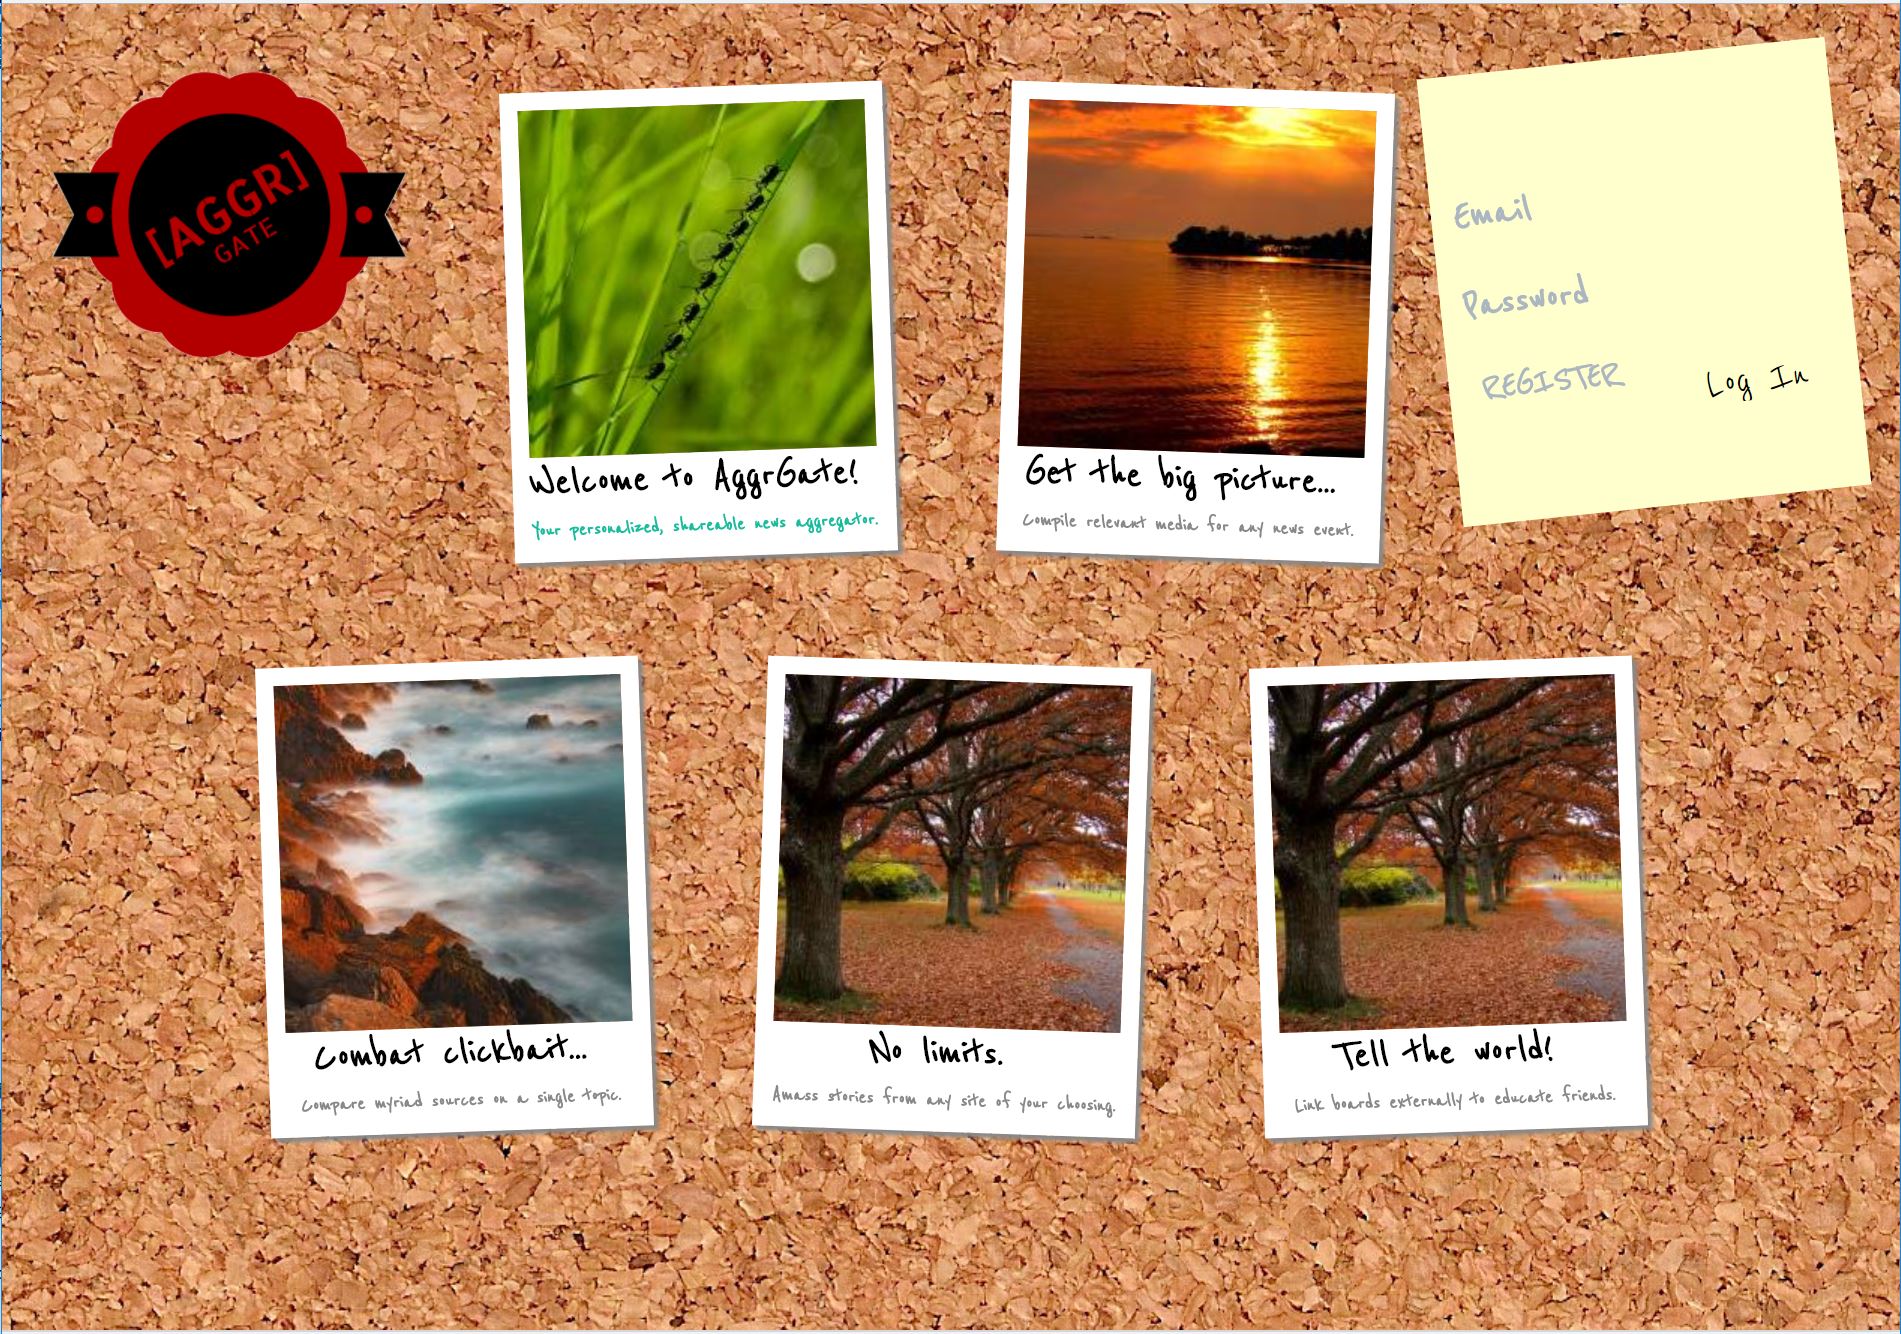 [AGGR]
GATE
Welcome to AggrGate!
Your personalized, shareable news aggregator.
Get the big picture...
Compile relevant media for any news event.
Email
Password
REGISTER
Log In
Combat clickbait...
Compare myriad sources on a single topic.
No limits.
Amass stories from any site of your choosing.
Tell the world!
Link boards externally to educate friends.